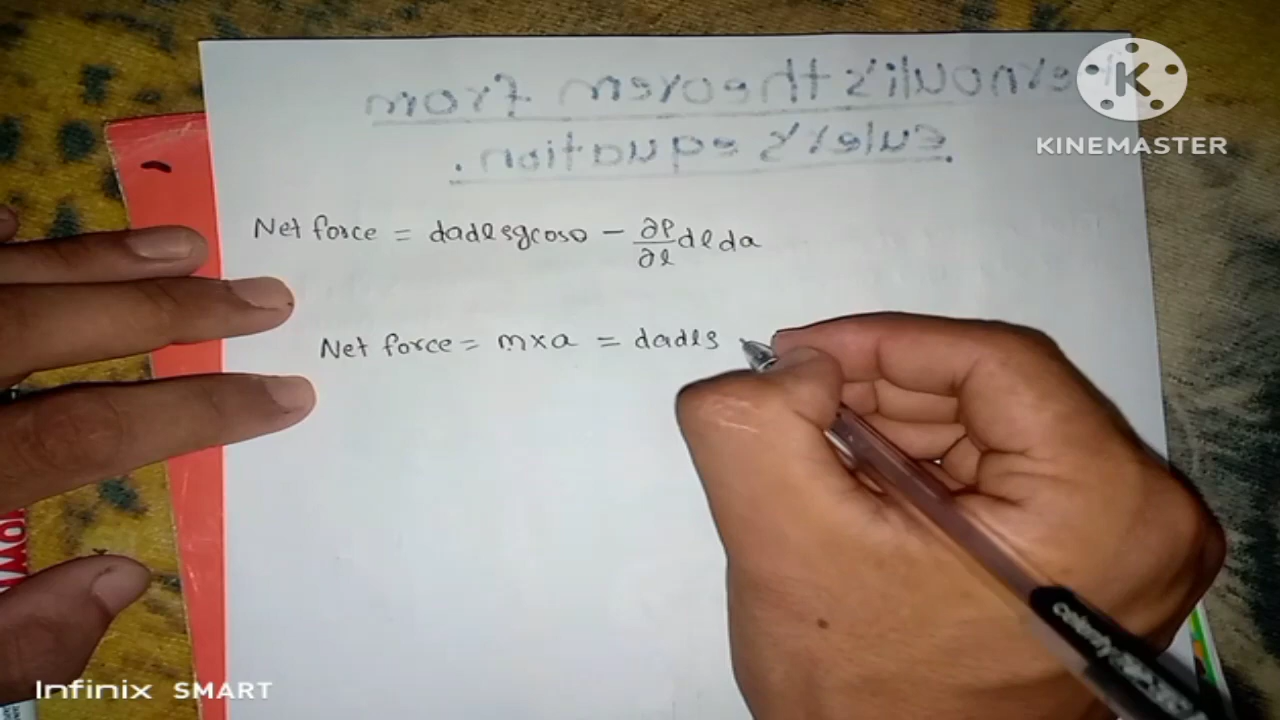 Bernoulli's theorem from
euler's equation.
Net force = dadlρgcosθ − ∂P/∂l dlda
Net force = m×a = dadlρ
K
KINEMASTER
Infinix SMART